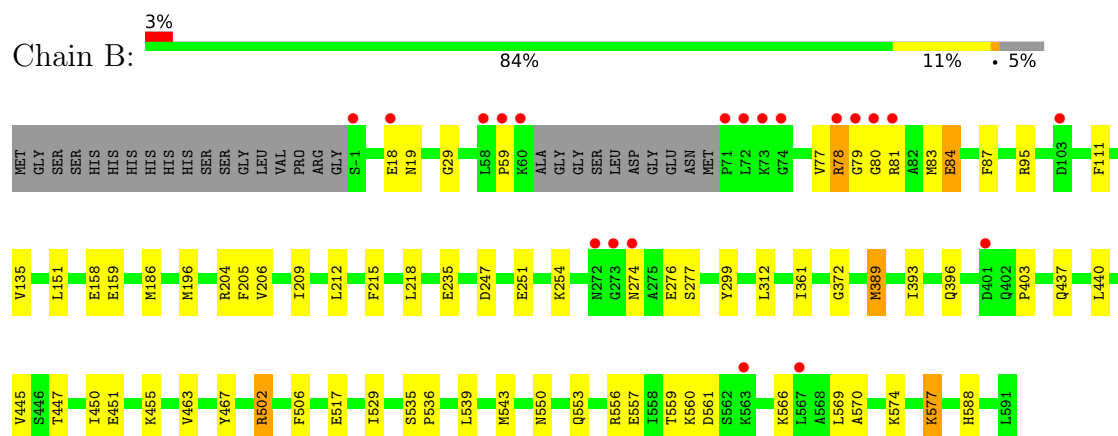 3%
Chain B:
84% 11% • 5%
MET GLY SER SER HIS HIS HIS HIS HIS HIS SER SER GLY LEU VAL PRO ARG GLY S-1 E18 N19 G29 L58 P59 K60 ALA GLY GLY SER LEU ASP GLY GLU ASN MET P71 L72 K73 G74 V77 R78 G79 G80 R81 A82 M83 E84 F87 R95 D103 F111
V135 L151 E158 E159 M186 M196 R204 F205 V206 I209 L212 F215 L218 E235 D247 E251 K254 N272 G273 N274 A275 E276 S277 Y299 L312 I361 G372 M389 I393 Q396 D401 Q402 P403 Q437 L440
V445 S446 T447 I450 E451 K455 V463 Y467 R502 F506 E517 I529 S535 P536 L539 M543 N550 Q553 R556 E557 I558 T559 K560 D561 S562 K563 K566 L567 A568 L569 A570 K574 K577 H588 L591